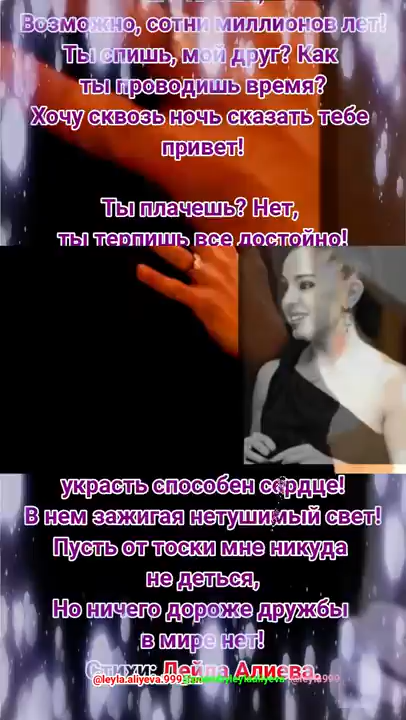 Возможно, сотни миллионов лет!
Ты спишь, мой друг? Как
ты проводишь время?
Хочу сквозь ночь сказать тебе
привет!
Ты плачешь? Нет,
ты терпишь все достойно!
украсть способен сердце!
В нем зажигая нетушимый свет!
Пусть от тоски мне никуда
не деться,
Но ничего дороже дружбы
в мире нет!
Стихи: Лейла Алиева.
@leyla.aliyeva.999